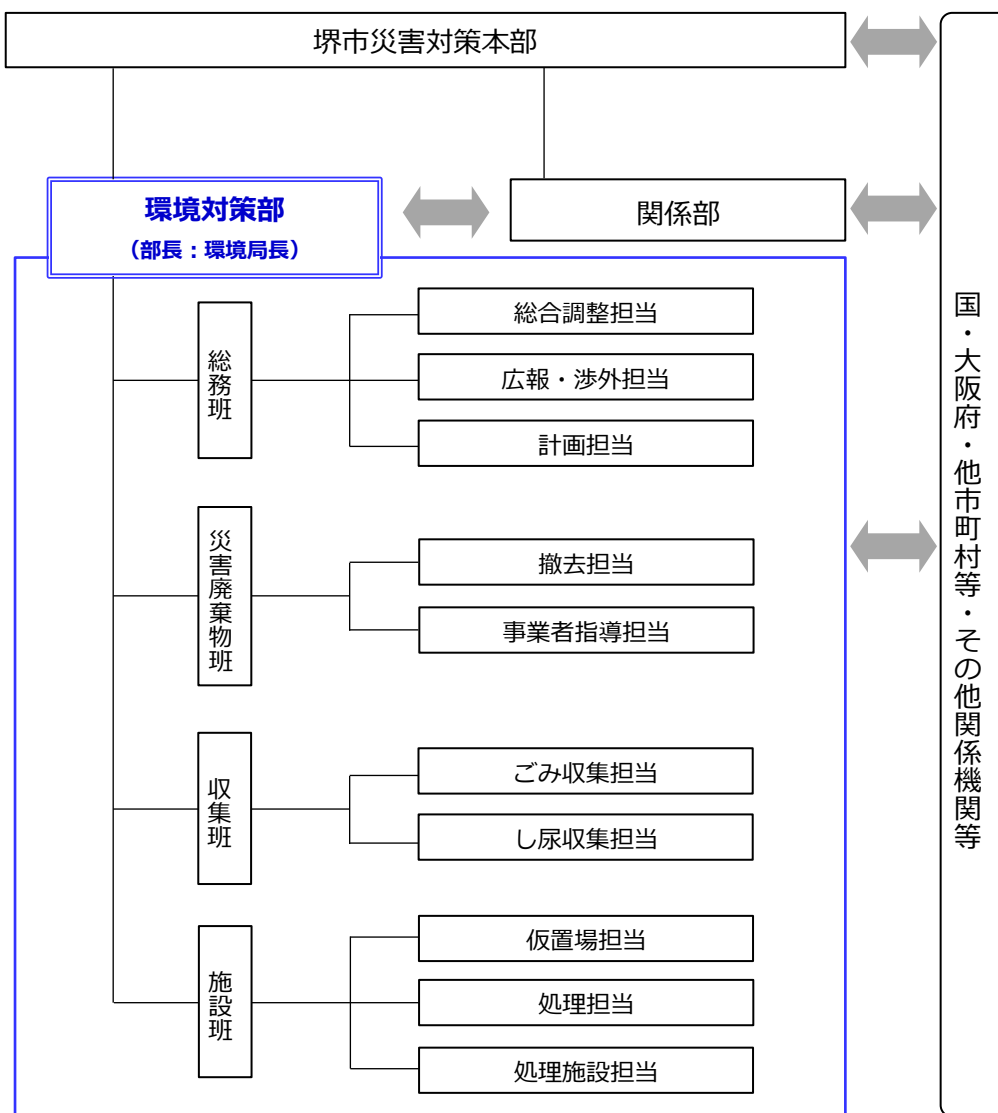 堺市災害対策本部
環境対策部
（部長：環境局長）
関係部
総務班
総合調整担当
広報・渉外担当
計画担当
災害廃棄物班
撤去担当
事業者指導担当
収集班
ごみ収集担当
し尿収集担当
施設班
仮置場担当
処理担当
処理施設担当
国・大阪府・他市町村等・その他関係機関等